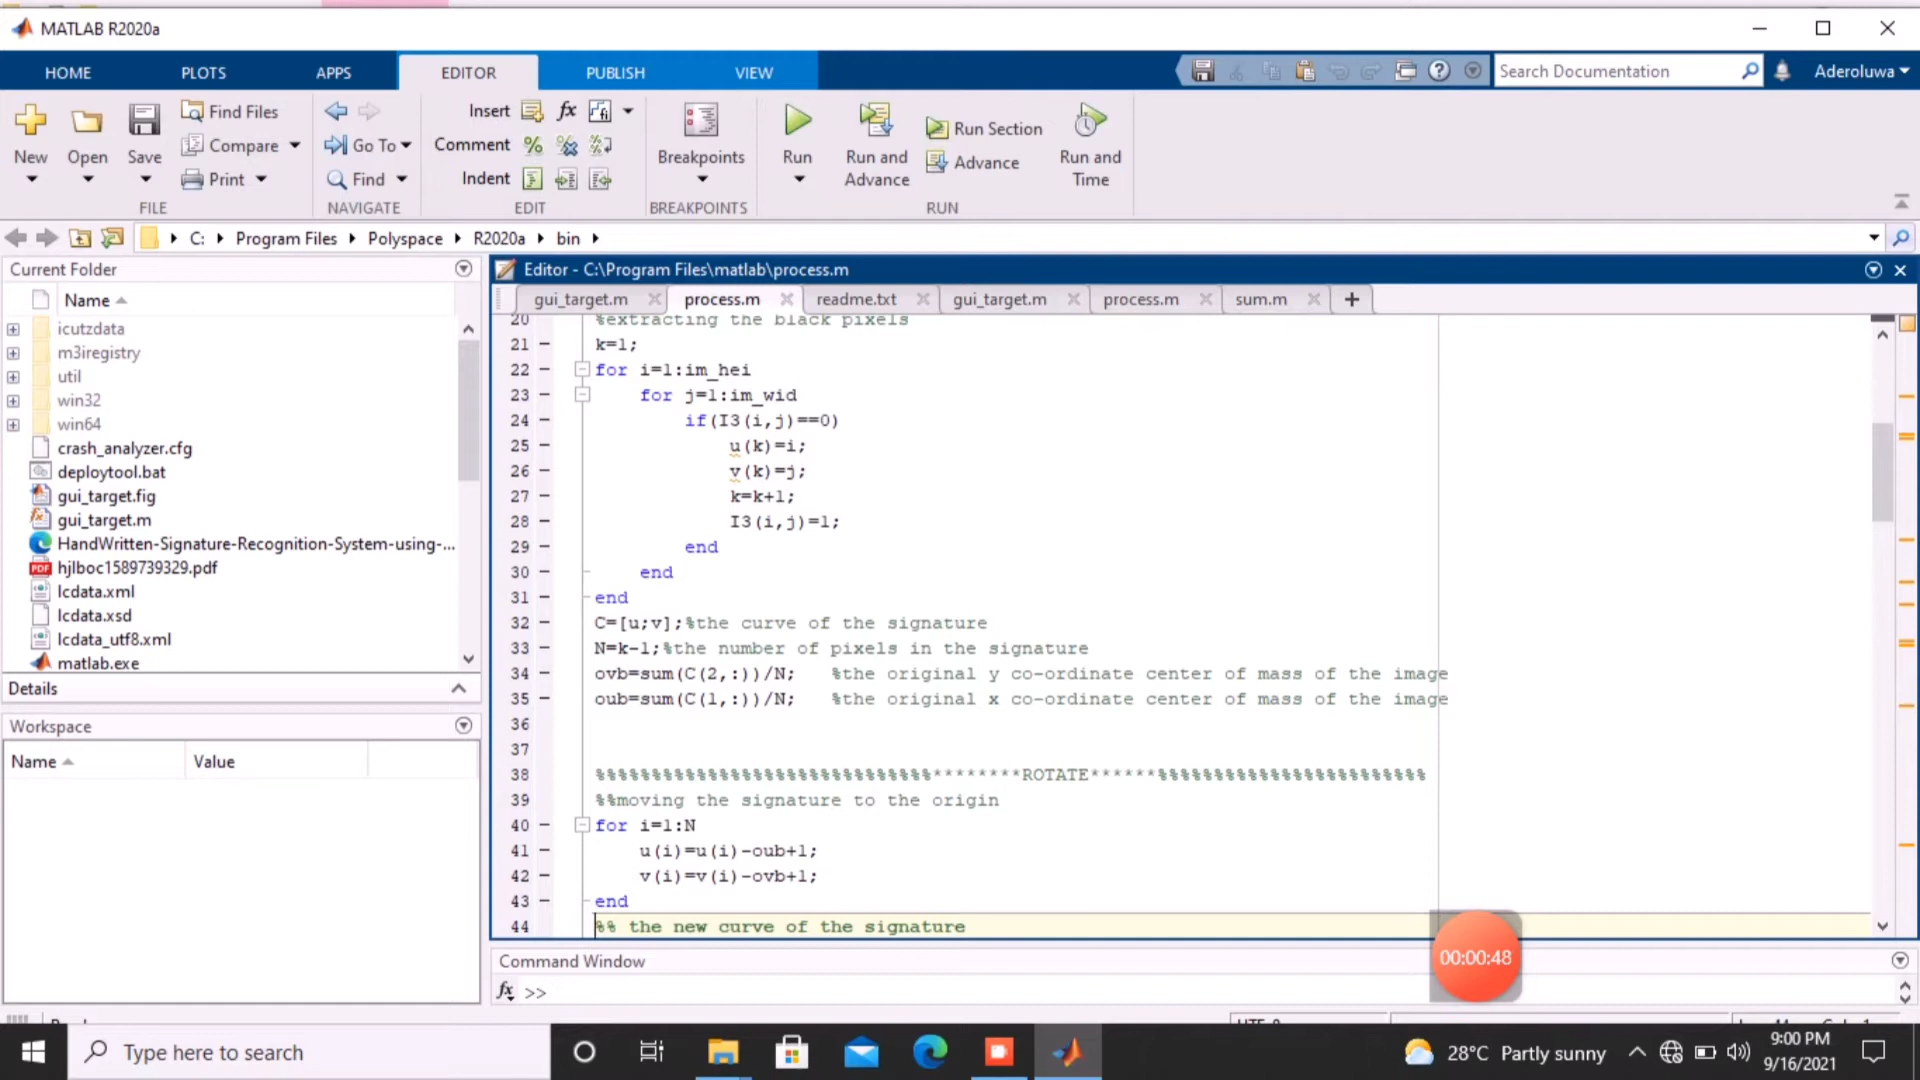 MATLAB R2020a
HOME PLOTS APPS EDITOR PUBLISH VIEW
Search Documentation
Aderoluwa
New Open Save
Find Files
Compare
Print
FILE
Go To
Find
NAVIGATE
Insert
Comment
Indent
EDIT
Breakpoints
BREAKPOINTS
Run
Run and Advance
Run Section
Advance
Run and Time
RUN
C: Program Files Polyspace R2020a bin
Current Folder
Name
icutzdata
m3iregistry
util
win32
win64
crash_analyzer.cfg
deploytool.bat
gui_target.fig
gui_target.m
HandWritten-Signature-Recognition-System-using-...
hjlboc1589739329.pdf
lcdata.xml
lcdata.xsd
lcdata_utf8.xml
matlab.exe
Details
Workspace
Name Value
Editor - C:\Program Files\matlab\process.m
gui_target.m process.m readme.txt gui_target.m process.m sum.m
20 %extracting the black pixels
21 - k=1;
22 - for i=1:im_hei
23 - for j=1:im_wid
24 - if(I3(i,j)==0)
25 - u(k)=i;
26 - v(k)=j;
27 - k=k+1;
28 - I3(i,j)=1;
29 - end
30 - end
31 - end
32 - C=[u;v];%the curve of the signature
33 - N=k-1;%the number of pixels in the signature
34 - ovb=sum(C(2,:))/N; %the original y co-ordinate center of mass of the image
35 - oub=sum(C(1,:))/N; %the original x co-ordinate center of mass of the image
36
37
38 %%%%%%%%%%%%%%%%%%%%%%%%%%%%%%********ROTATE******%%%%%%%%%%%%%%%%%%%%%%%%
39 %%moving the signature to the origin
40 - for i=1:N
41 - u(i)=u(i)-oub+1;
42 - v(i)=v(i)-ovb+1;
43 - end
44 %% the new curve of the signature
Command Window
fx >>
00:00:48
Type here to search
28°C Partly sunny
9:00 PM
9/16/2021